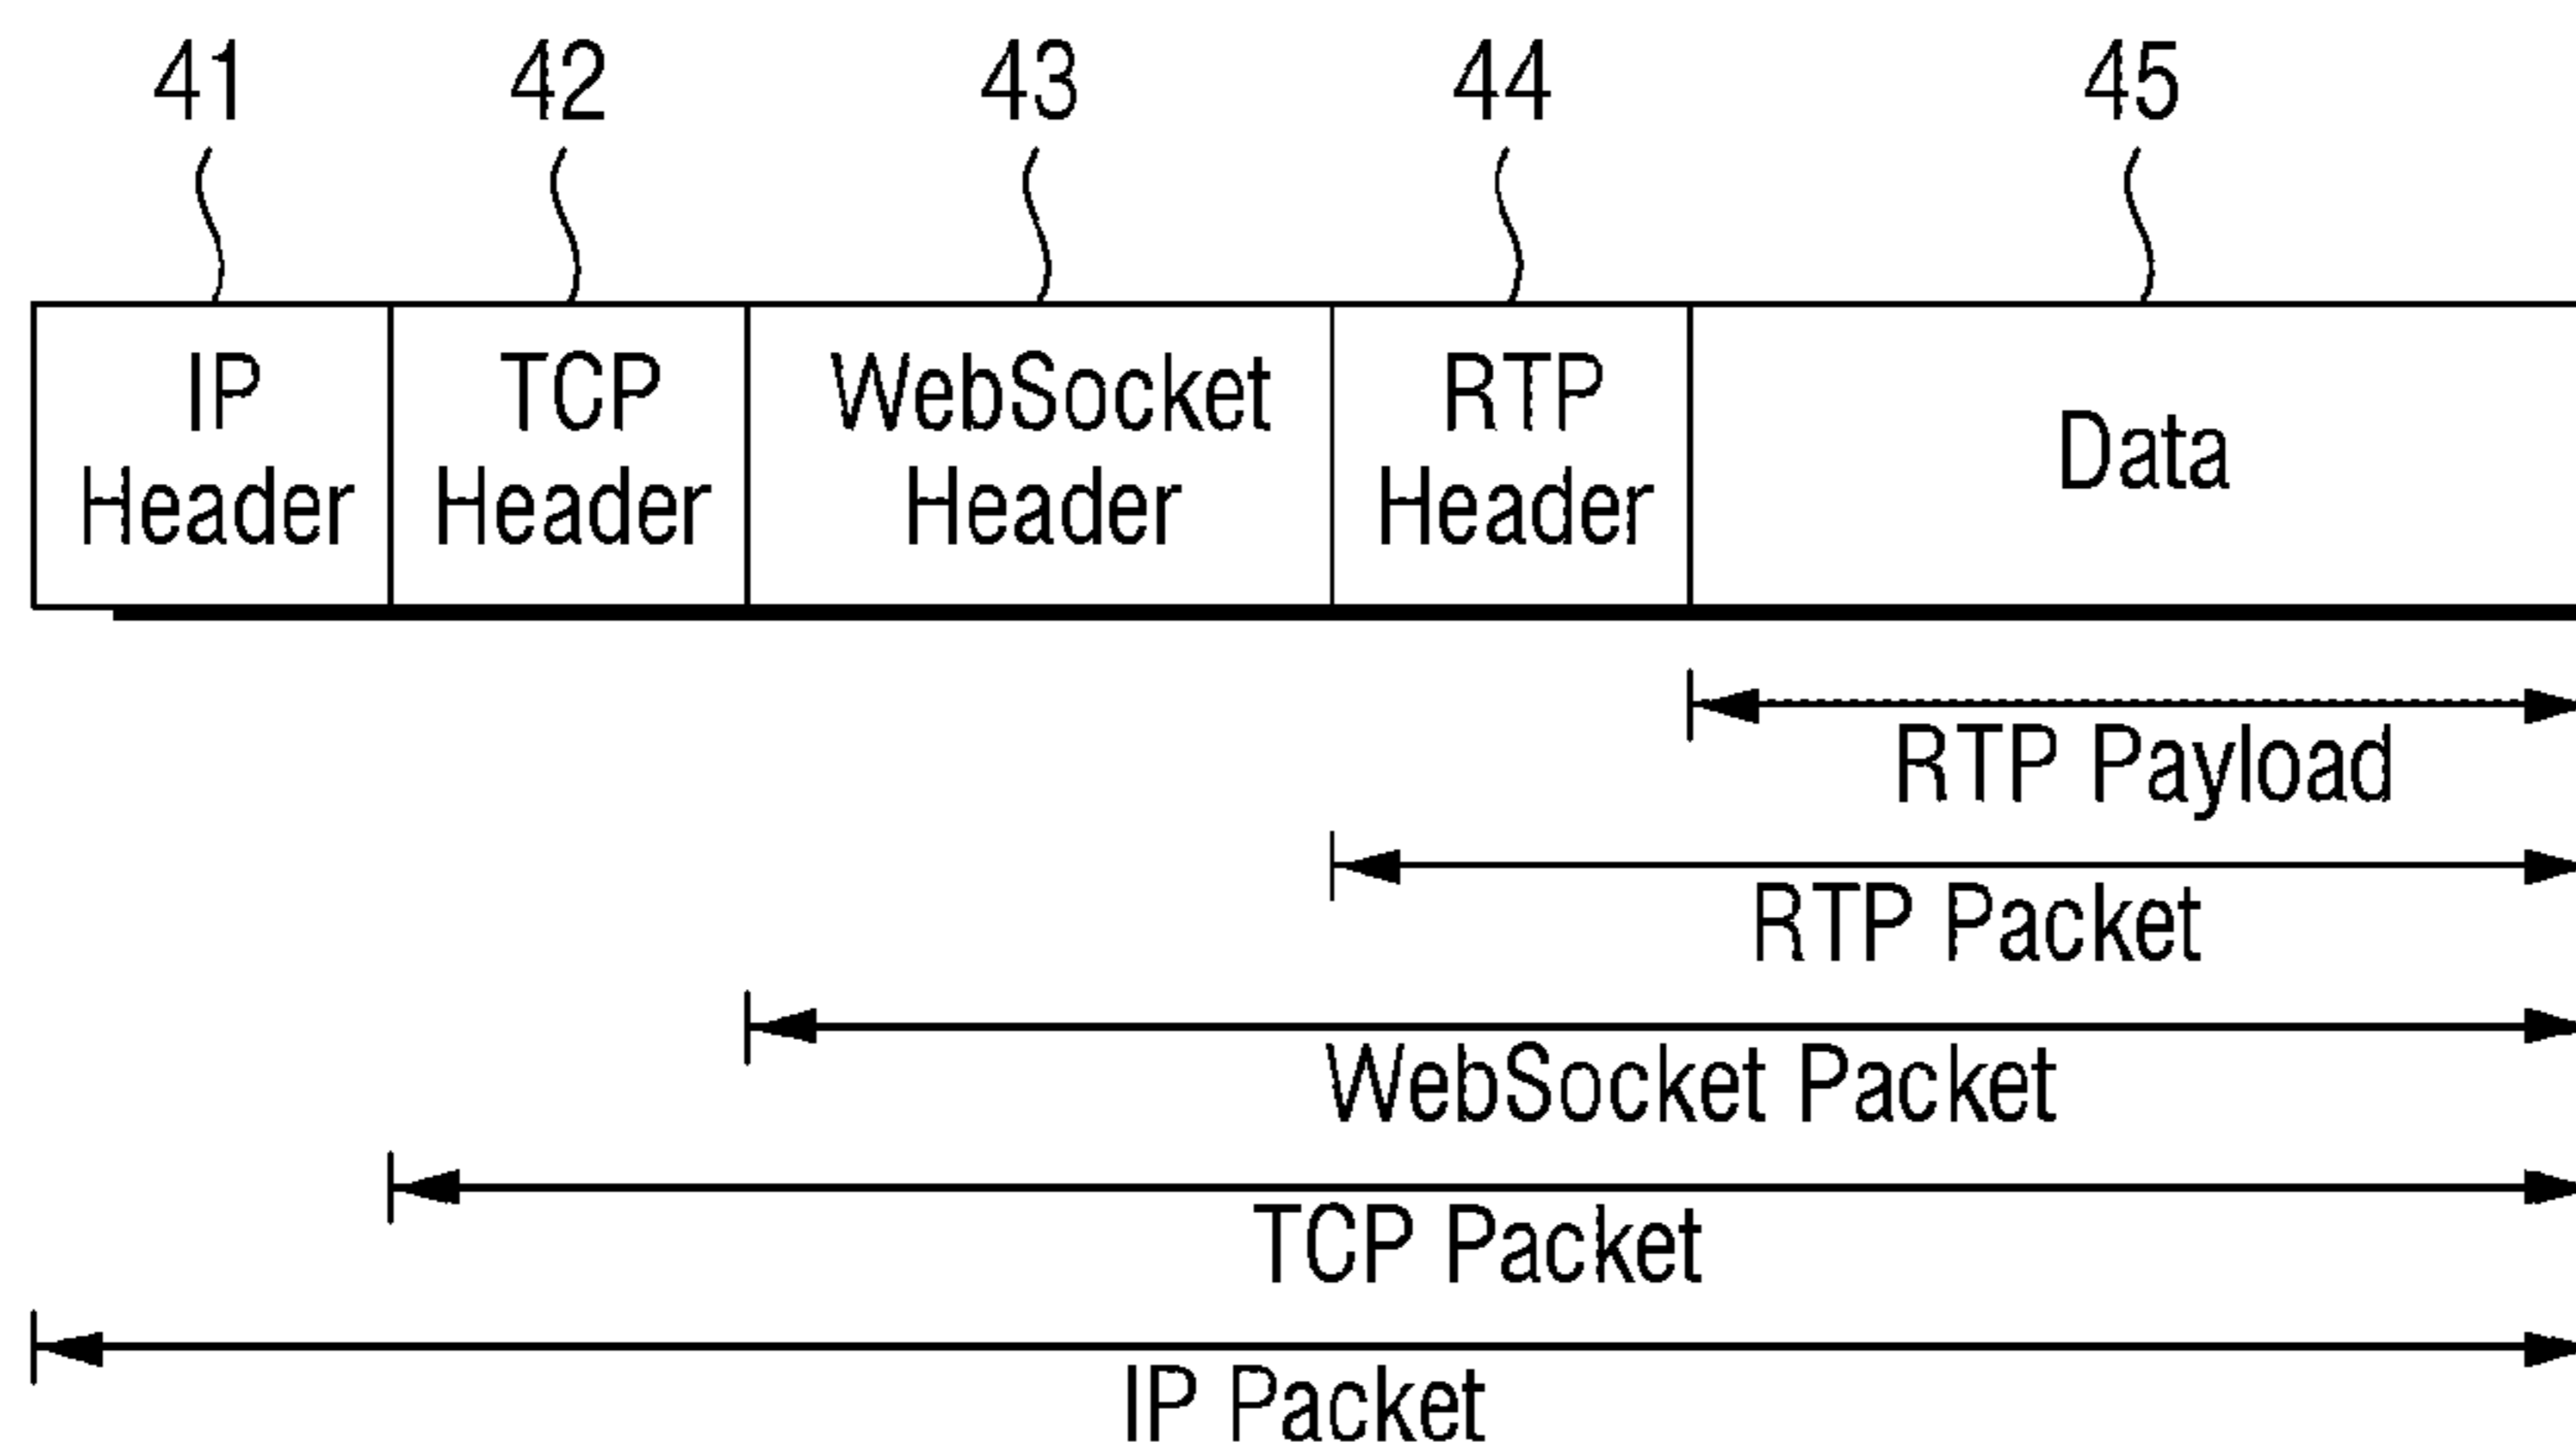 41 42 43 44 45
IP Header
TCP Header
WebSocket Header
RTP Header
Data
RTP Payload
RTP Packet
WebSocket Packet
TCP Packet
IP Packet